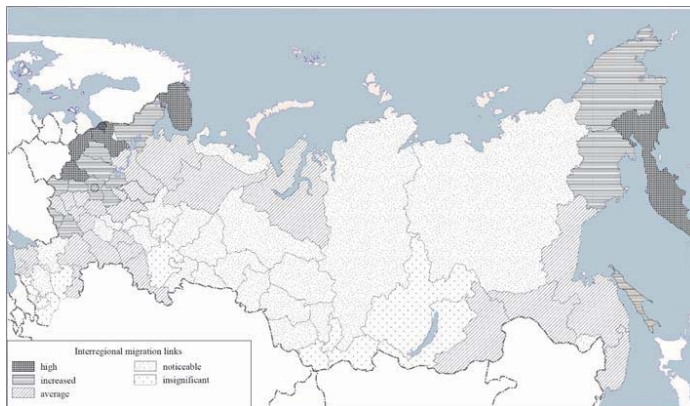 Interregional migration links
high
increased
average
noticeable
insignificant